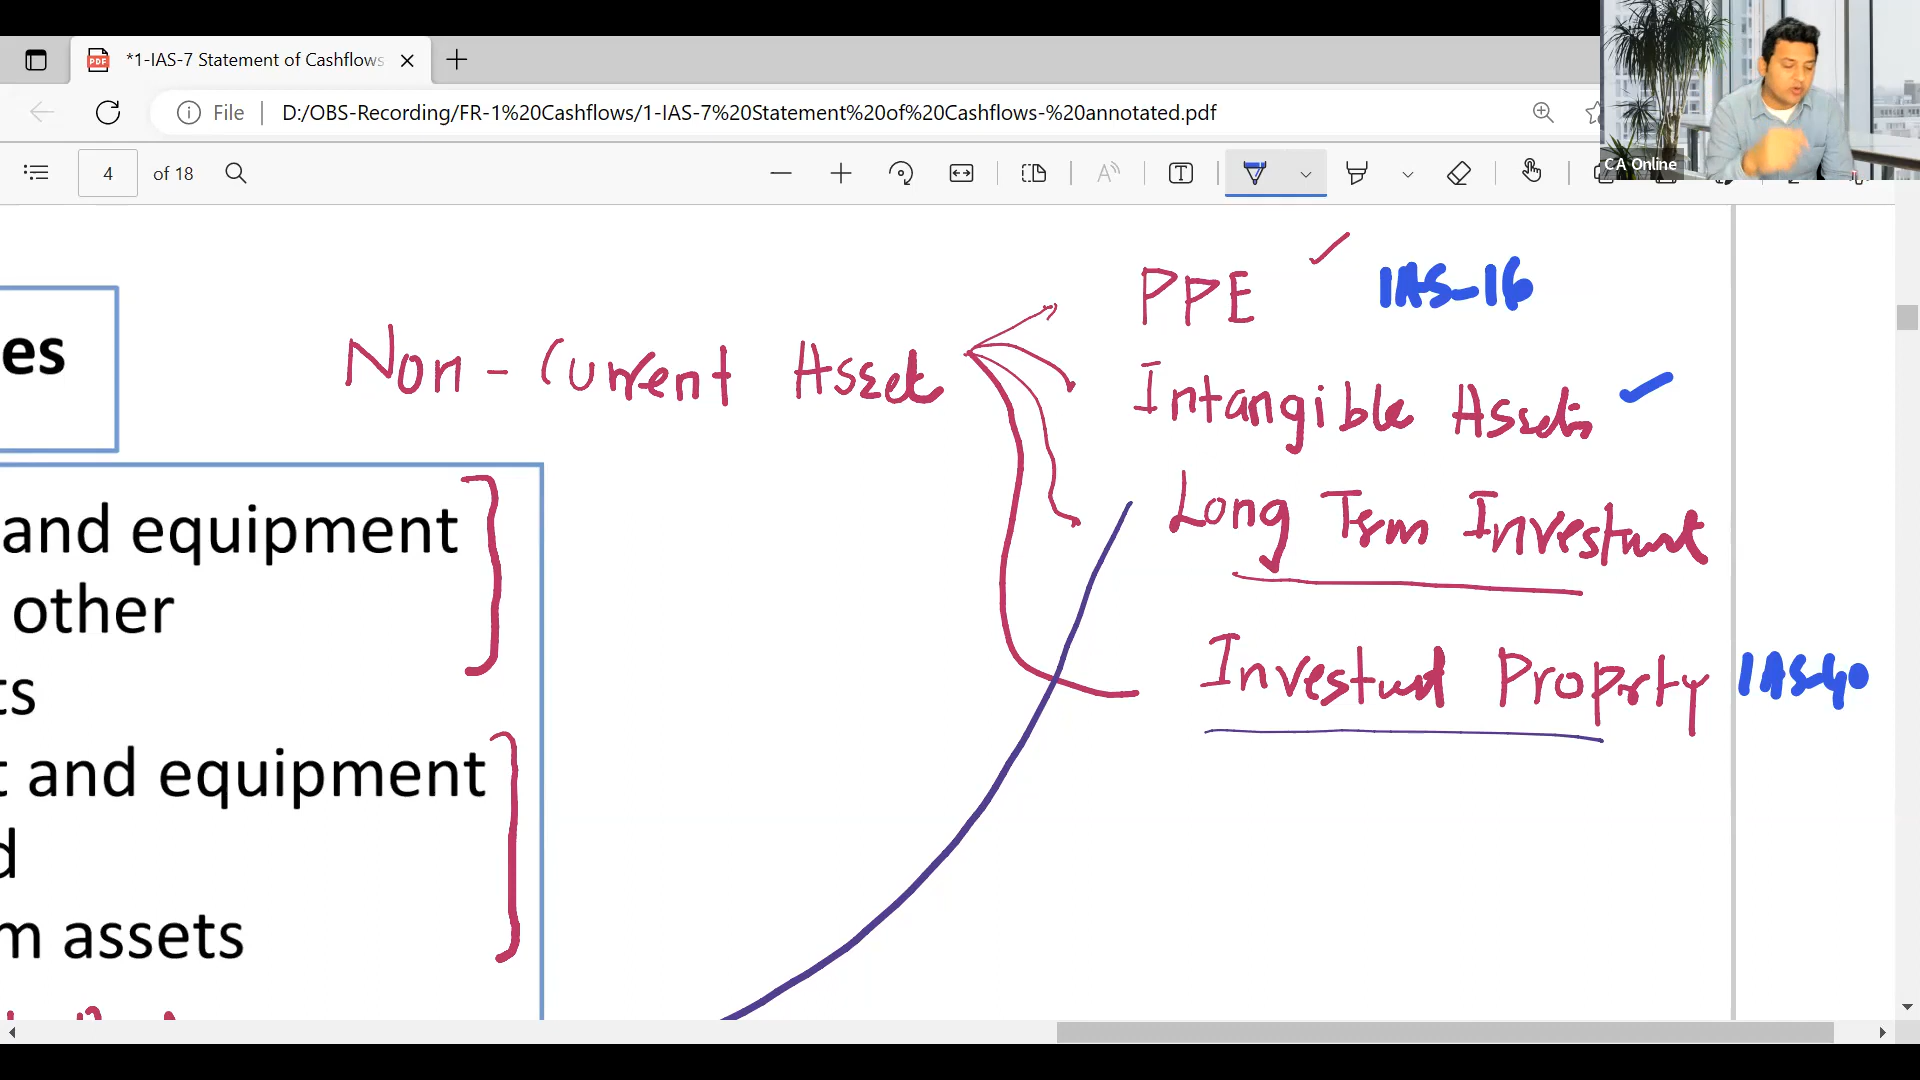 *1-IAS-7 Statement of Cashflows
File D:/OBS-Recording/FR-1%20Cashflows/1-IAS-7%20Statement%20of%20Cashflows-%20annotated.pdf
CA Online
4 of 18
PPE IAS-16
es
Non-Current Asset
Intangible Assets
and equipment
Long Term Investment
other
ts
Investment Property IAS-40
t and equipment
d
m assets